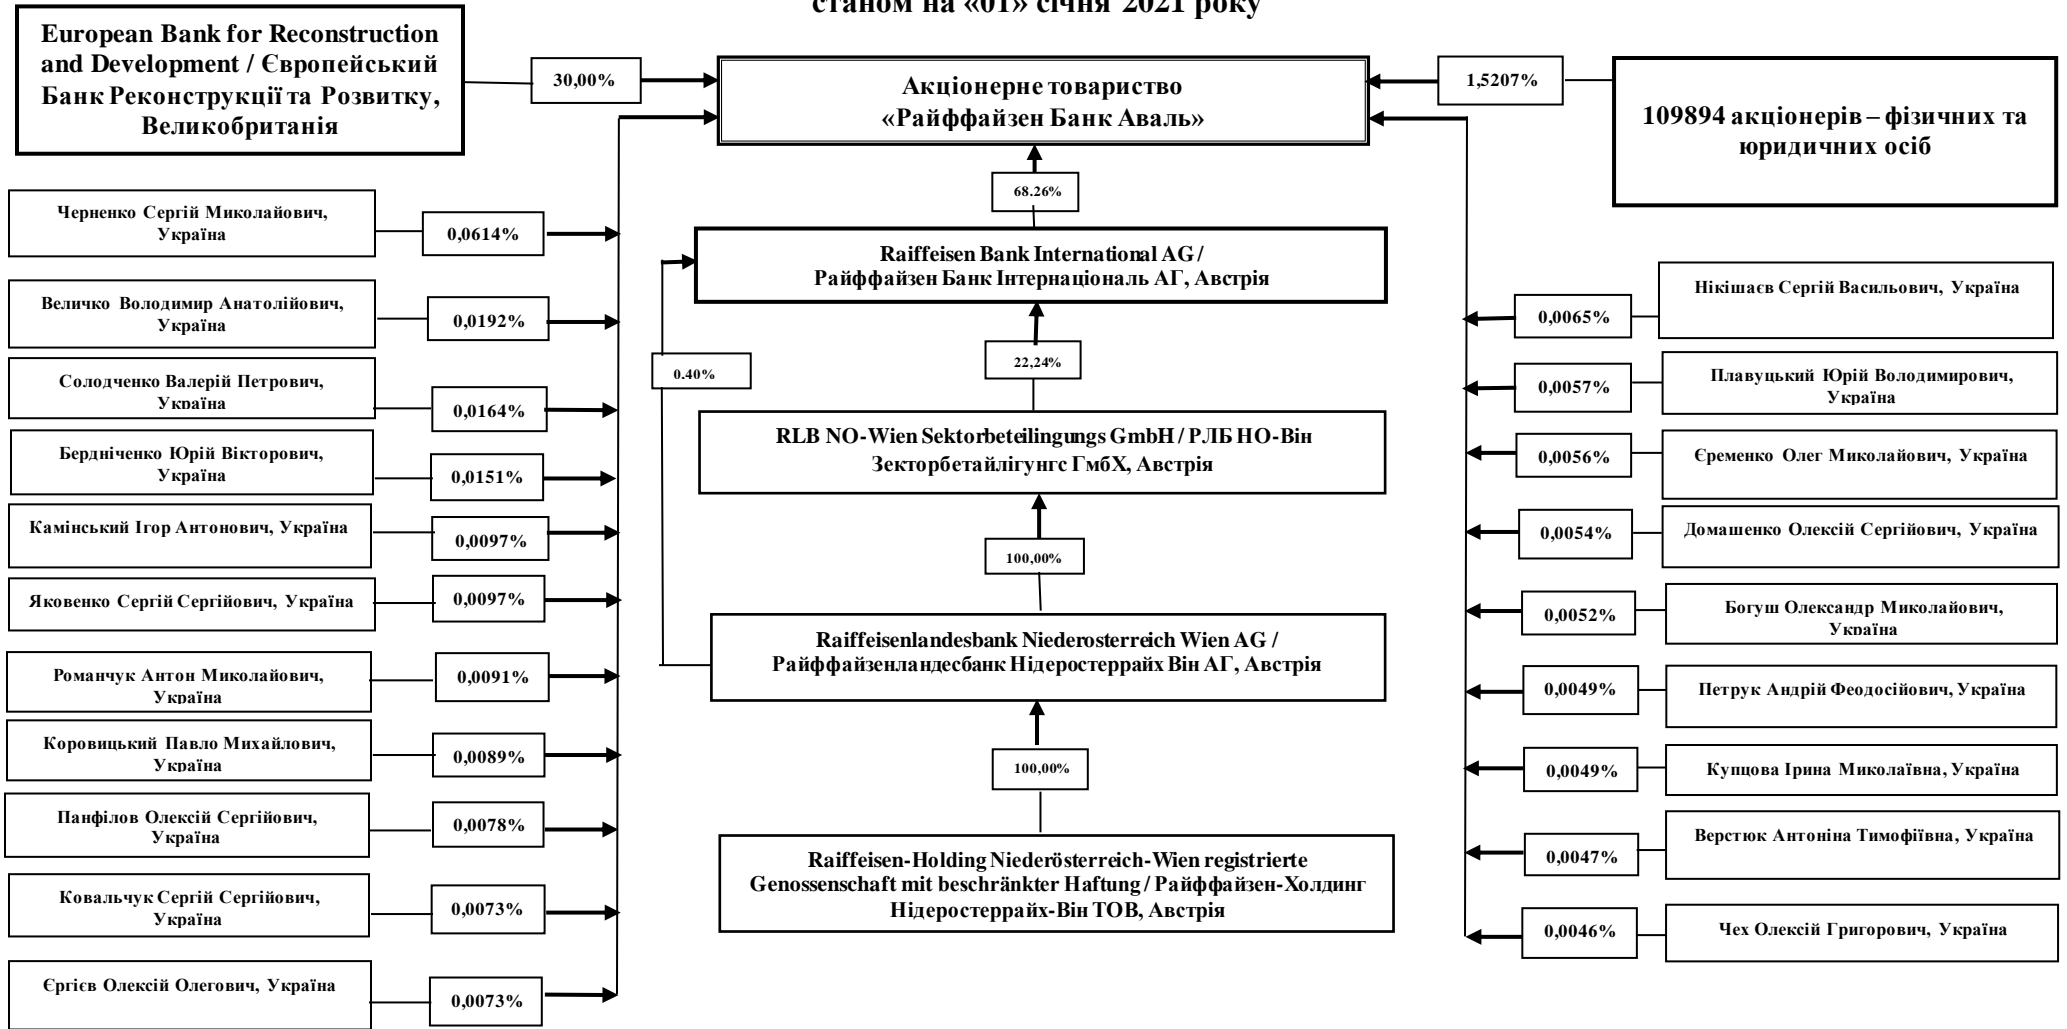 станом на «01» січня 2021 року
European Bank for Reconstruction
and Development / Європейський
Банк Реконструкції та Розвитку,
Великобританія
30,00%
Акціонерне товариство
«Райффайзен Банк Аваль»
1,5207%
109894 акціонерів – фізичних та
юридичних осіб
68.26%
Raiffeisen Bank International AG /
Райффайзен Банк Інтернаціональ АГ, Австрія
22,24%
0.40%
RLB NO-Wien Sektorbeteilingungs GmbH / РЛБ НО-Він
Зекторбетайлігунгс ГмбХ, Австрія
100,00%
Raiffeisenlandesbank Niederosterreich Wien AG /
Райффайзенландесбанк Нідеростеррайх Він АГ, Австрія
100,00%
Raiffeisen-Holding Niederösterreich-Wien registrierte
Genossenschaft mit beschränkter Haftung / Райффайзен-Холдинг
Нідеростеррайх-Він ТОВ, Австрія
Черненко Сергій Миколайович,
Україна
0,0614%
Величко Володимир Анатолійович,
Україна
0,0192%
Солодченко Валерій Петрович,
Україна
0,0164%
Бердніченко Юрій Вікторович,
Україна
0,0151%
Камінський Ігор Антонович, Україна
0,0097%
Яковенко Сергій Сергійович, Україна
0,0097%
Романчук Антон Миколайович,
Україна
0,0091%
Коровицький Павло Михайлович,
Україна
0,0089%
Панфілов Олексій Сергійович,
Україна
0,0078%
Ковальчук Сергій Сергійович,
Україна
0,0073%
Єргієв Олексій Олегович, Україна
0,0073%
0,0065%
Нікішаєв Сергій Васильович, Україна
0,0057%
Плавуцький Юрій Володимирович,
Україна
0,0056%
Єременко Олег Миколайович, Україна
0,0054%
Домашенко Олексій Сергійович, Україна
0,0052%
Богуш Олександр Миколайович,
Україна
0,0049%
Петрук Андрій Феодосійович, Україна
0,0049%
Купцова Ірина Миколаївна, Україна
0,0047%
Верстюк Антоніна Тимофіївна, Україна
0,0046%
Чех Олексій Григорович, Україна